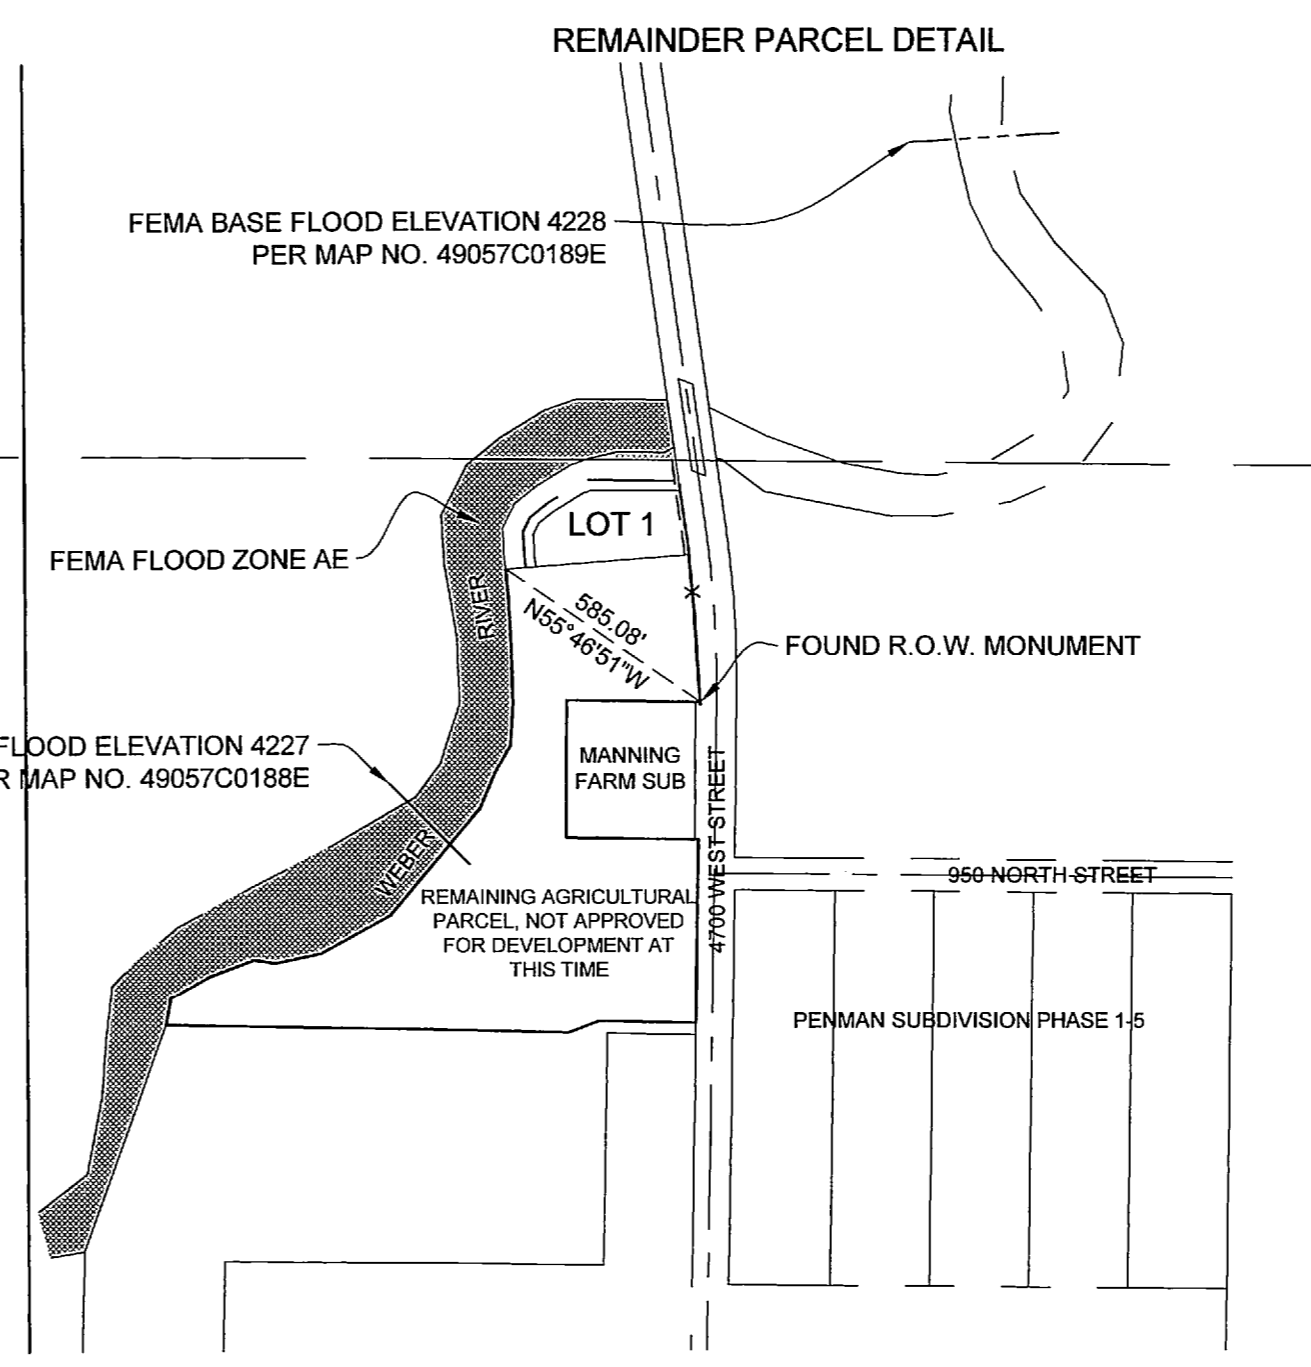 REMAINDER PARCEL DETAIL
FEMA BASE FLOOD ELEVATION 4228
PER MAP NO. 49057C0189E
LOT 1
FEMA FLOOD ZONE AE
RIVER
585.08'
N55°46'51"W
FOUND R.O.W. MONUMENT
FLOOD ELEVATION 4227
MAP NO. 49057C0188E
MANNING
FARM SUB
4700 WEST STREET
WEBER
950 NORTH STREET
REMAINING AGRICULTURAL
PARCEL, NOT APPROVED
FOR DEVELOPMENT AT
THIS TIME
PENMAN SUBDIVISION PHASE 1-5